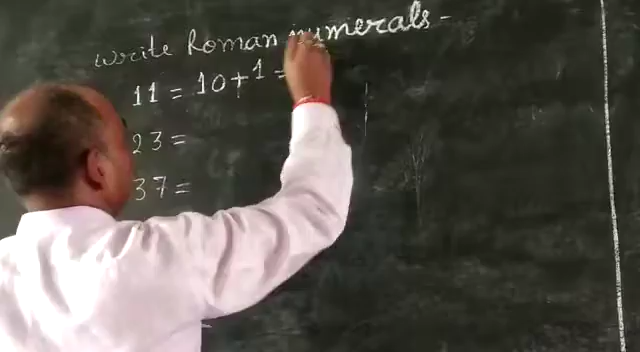 write Roman numerals -
11 = 10 + 1 =
23 =
37 =